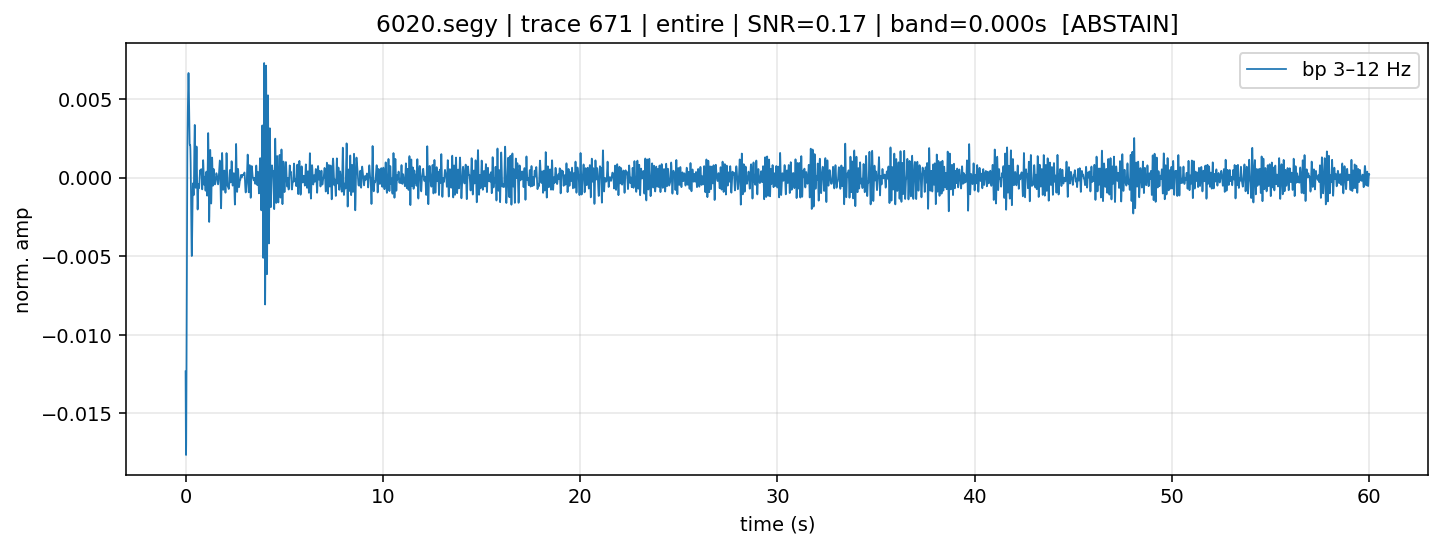 6020.segy | trace 671 | entire | SNR=0.17 | band=0.000s  [ABSTAIN]
bp 3–12 Hz
norm. amp
0.005
0.000
−0.005
−0.010
−0.015
0 10 20 30 40 50 60
time (s)